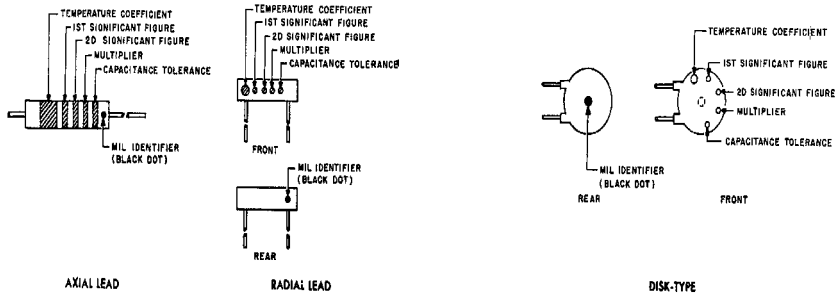 TEMPERATURE COEFFICIENT
1ST SIGNIFICANT FIGURE
2D SIGNIFICANT FIGURE
MULTIPLIER
CAPACITANCE TOLERANCE
MIL IDENTIFIER
(BLACK DOT)
AXIAL LEAD
TEMPERATURE COEFFICIENT
1ST SIGNIFICANT FIGURE
2D SIGNIFICANT FIGURE
MULTIPLIER
CAPACITANCE TOLERANCE
FRONT
MIL IDENTIFIER
(BLACK DOT)
REAR
RADIAL LEAD
MIL IDENTIFIER
(BLACK DOT)
REAR
TEMPERATURE COEFFICIENT
1ST SIGNIFICANT FIGURE
2D SIGNIFICANT FIGURE
MULTIPLIER
CAPACITANCE TOLERANCE
FRONT
DISK-TYPE